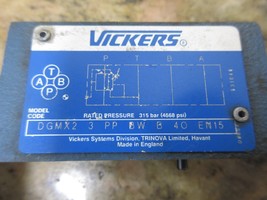 VICKERS
P T B A
T
A B
P
MODEL
CODE
RATED PRESSURE 315 bar (4568 psi)
DGMX2 3 PP BW B 40 EN15
Vickers Systems Division, TRINOVA Limited, Havant
Made in England